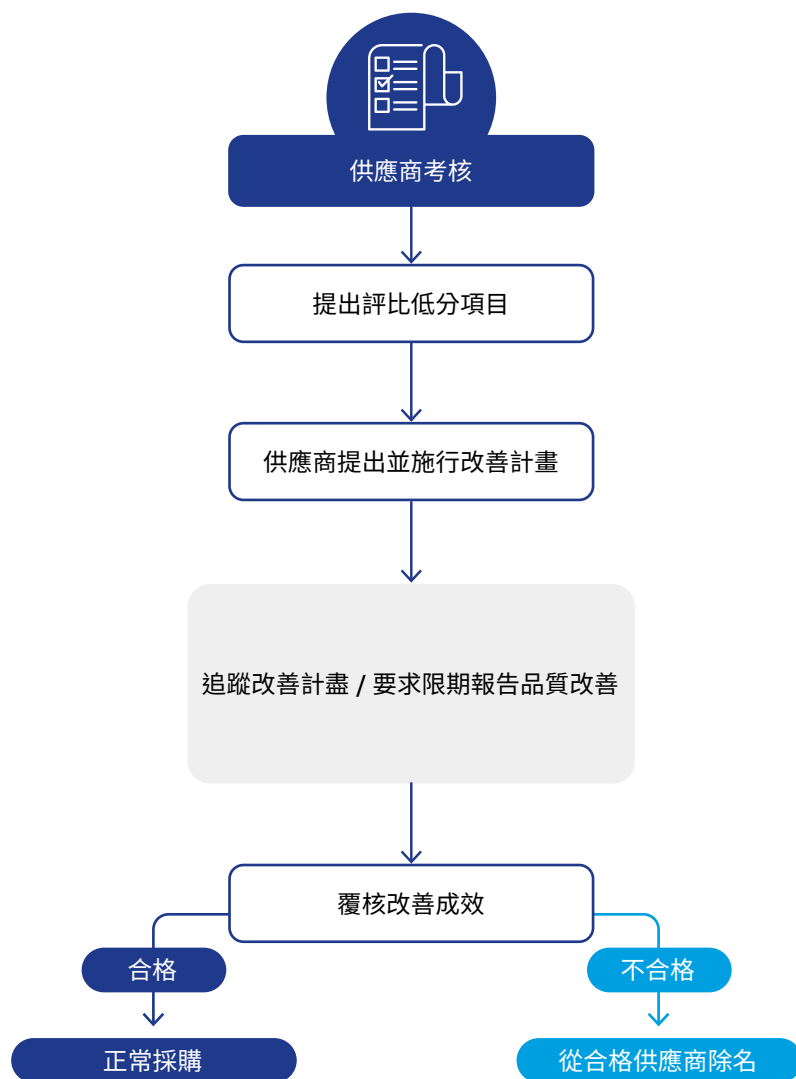 供應商考核
提出評比低分項目
供應商提出並施行改善計畫
追蹤改善計盡 / 要求限期報告品質改善
覆核改善成效
合格
不合格
正常採購
從合格供應商除名